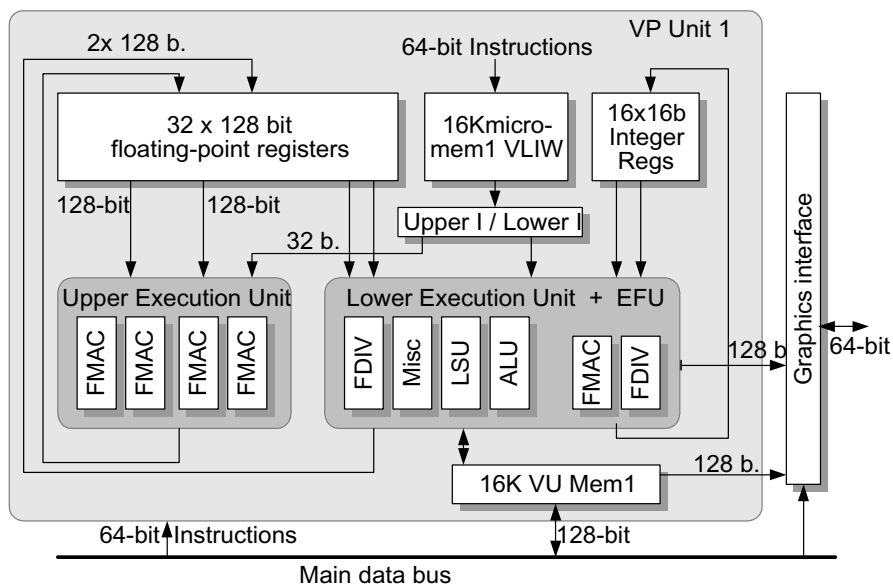 VP Unit 1
2x 128 b.
64-bit Instructions
32 x 128 bit
floating-point registers
16Kmicro-
mem1 VLIW
16x16b
Integer
Regs
128-bit
128-bit
Upper I / Lower I
32 b.
Upper Execution Unit
Lower Execution Unit + EFU
FMAC
FMAC
FMAC
FMAC
FDIV
Misc
LSU
ALU
FMAC
FDIV
128 b
Graphics interface
64-bit
16K VU Mem1
128 b.
64-bit Instructions
128-bit
Main data bus